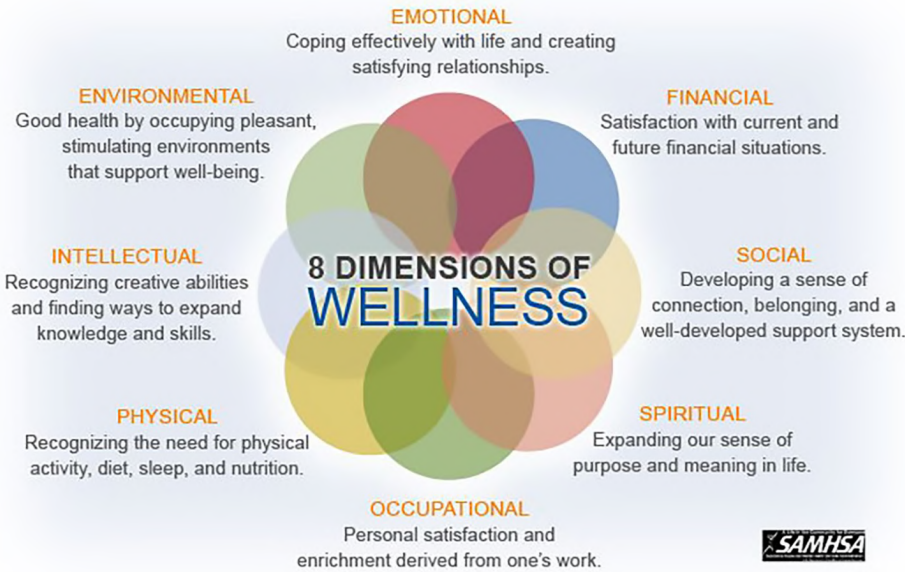 EMOTIONAL
Coping effectively with life and creating
satisfying relationships.
FINANCIAL
Satisfaction with current and
future financial situations.
SOCIAL
Developing a sense of
connection, belonging, and a
well-developed support system.
SPIRITUAL
Expanding our sense of
purpose and meaning in life.
OCCUPATIONAL
Personal satisfaction and
enrichment derived from one's work.
PHYSICAL
Recognizing the need for physical
activity, diet, sleep, and nutrition.
INTELLECTUAL
Recognizing creative abilities
and finding ways to expand
knowledge and skills.
ENVIRONMENTAL
Good health by occupying pleasant,
stimulating environments
that support well-being.
8 DIMENSIONS OF
WELLNESS
SAMHSA